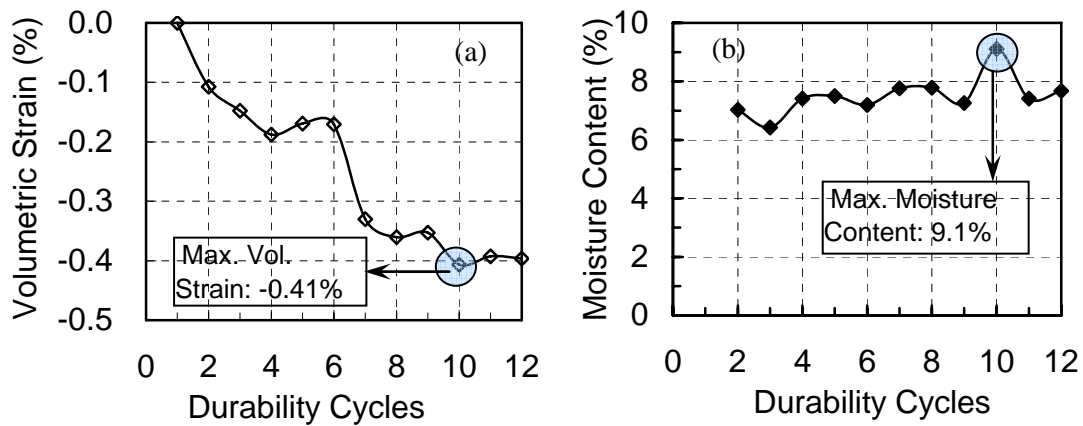 Volumetric Strain (%)
0.0
-0.1
-0.2
-0.3
-0.4
-0.5
(a)
Max. Vol.
Strain: -0.41%
0 2 4 6 8 10 12
Durability Cycles
Moisture Content (%)
10
8
6
4
2
0
(b)
Max. Moisture
Content: 9.1%
0 2 4 6 8 10 12
Durability Cycles